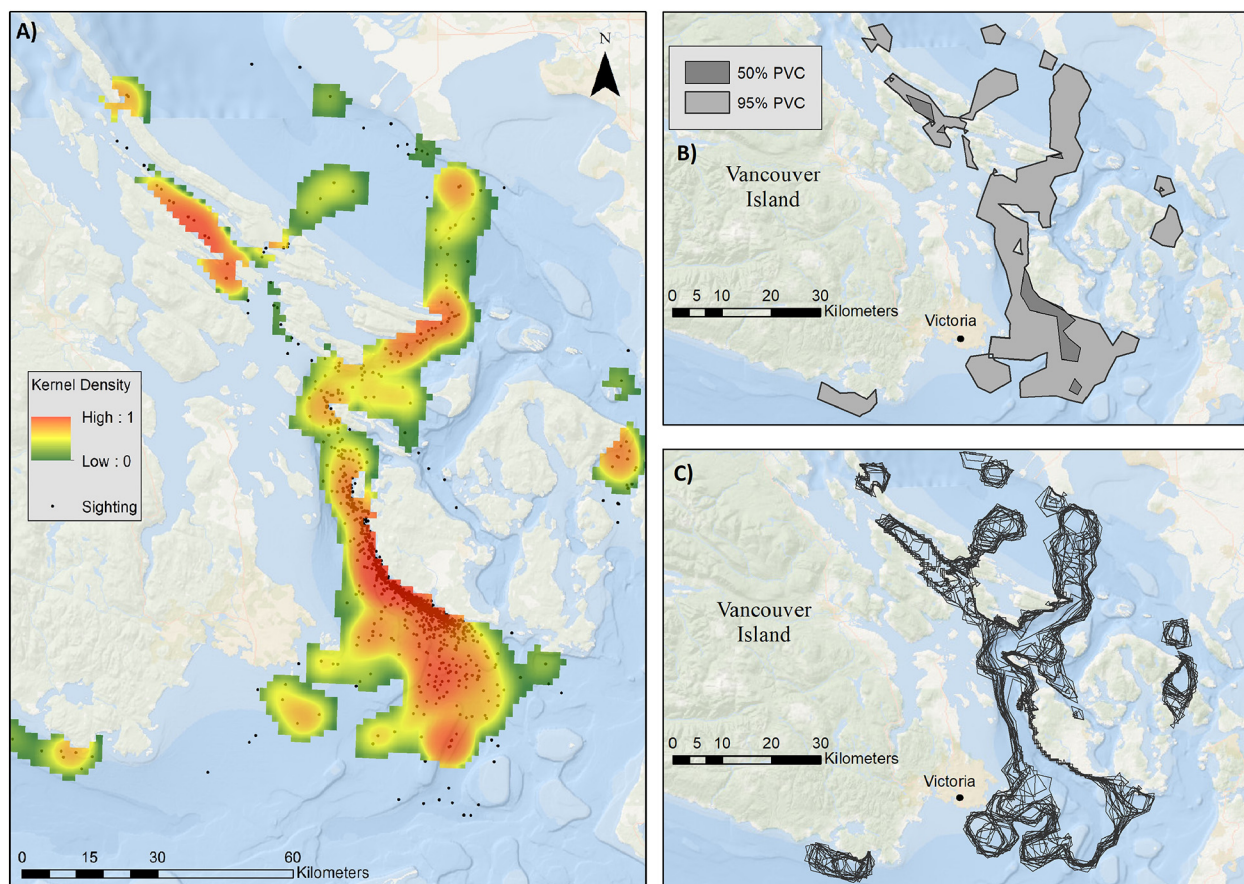 A)
N
Kernel Density
High : 1
Low : 0
Sighting
0 15 30 60
Kilometers
50% PVC
95% PVC
B)
Vancouver
Island
0 5 10 20 30
Kilometers
Victoria
C)
Vancouver
Island
0 5 10 20 30
Kilometers
Victoria